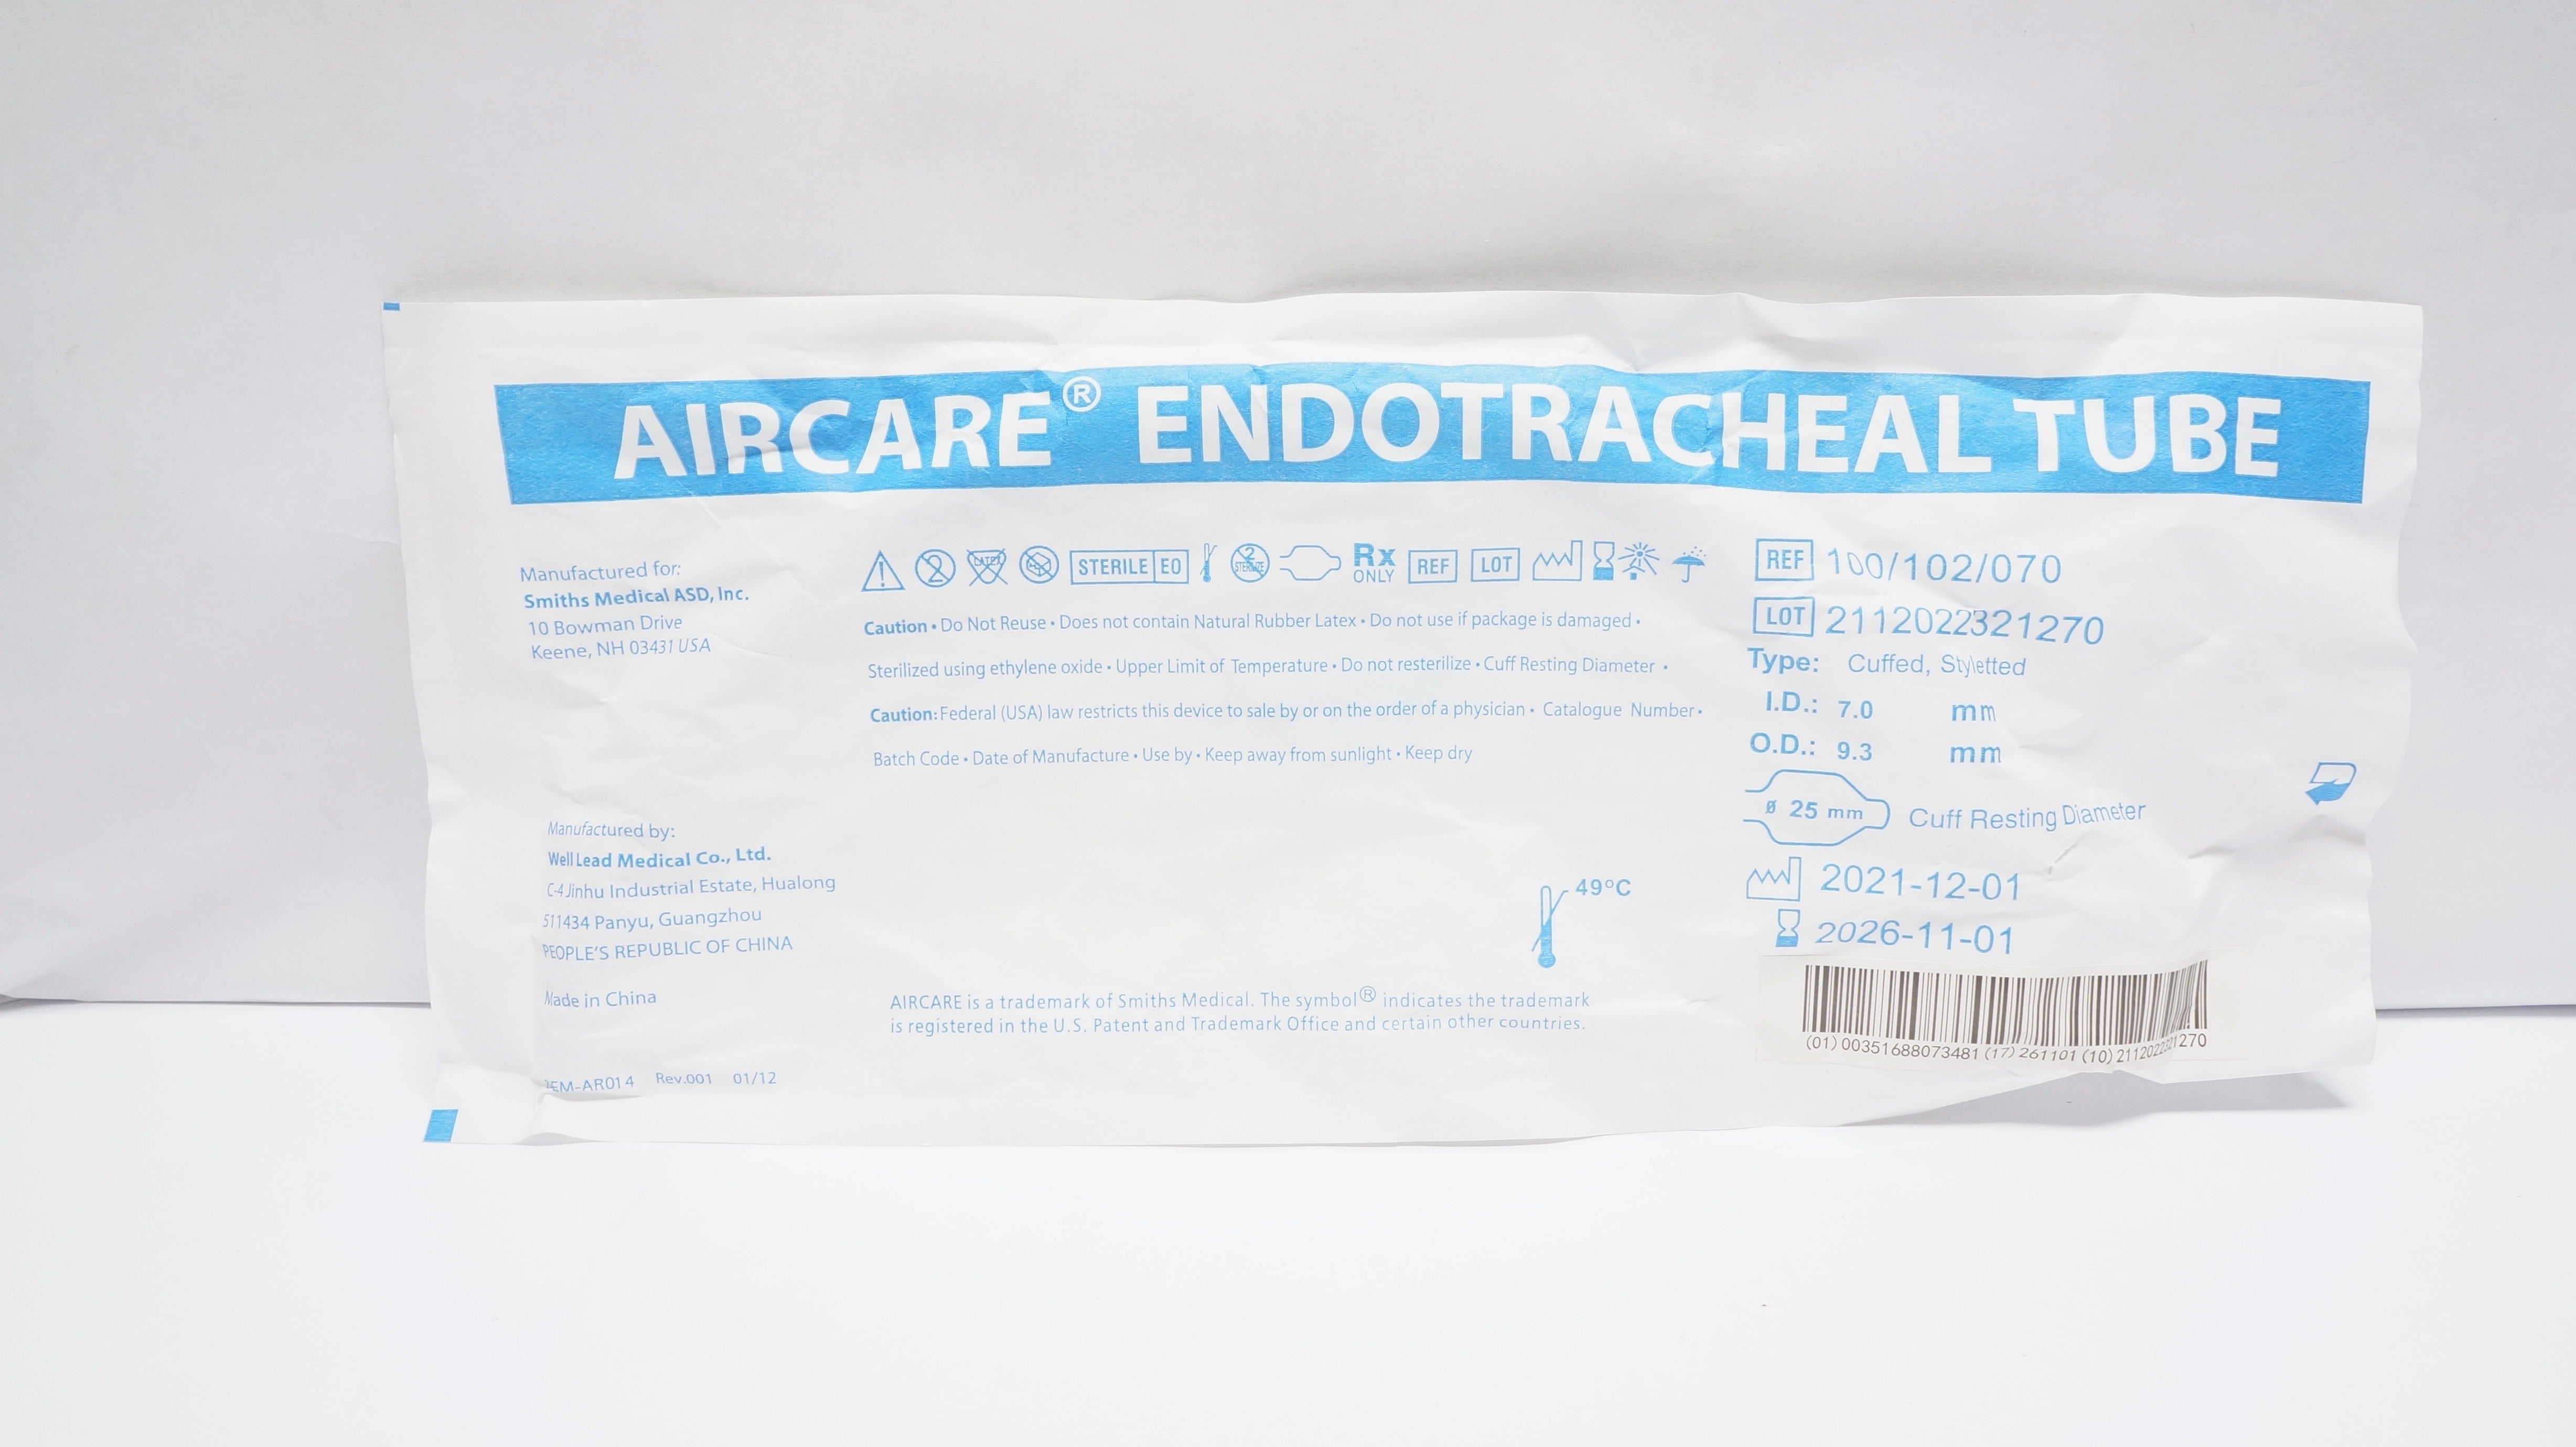 AIRCARE® ENDOTRACHEAL TUBE
Manufactured for:
Smiths Medical ASD, Inc.
10 Bowman Drive
Keene, NH 03431 USA
Manufactured by:
Well Lead Medical Co., Ltd.
C-4 Jinhu Industrial Estate, Hualong
511434 Panyu, Guangzhou
PEOPLE'S REPUBLIC OF CHINA
Made in China
EM-AR014 Rev.001 01/12
2 LATEX STERILE EO 2 STERILIZE Rx ONLY REF LOT
Caution • Do Not Reuse • Does not contain Natural Rubber Latex • Do not use if package is damaged •
Sterilized using ethylene oxide • Upper Limit of Temperature • Do not resterilize • Cuff Resting Diameter •
Caution: Federal (USA) law restricts this device to sale by or on the order of a physician • Catalogue Number •
Batch Code • Date of Manufacture • Use by • Keep away from sunlight • Keep dry
49°C
AIRCARE is a trademark of Smiths Medical. The symbol ® indicates the trademark
is registered in the U.S. Patent and Trademark Office and certain other countries.
REF 100/102/070
LOT 2112022321270
Type: Cuffed, Styletted
I.D.: 7.0 mm
O.D.: 9.3 mm
ø 25 mm Cuff Resting Diameter
2021-12-01
2026-11-01
(01) 00351688073481 (17) 261101 (10) 2112022321270